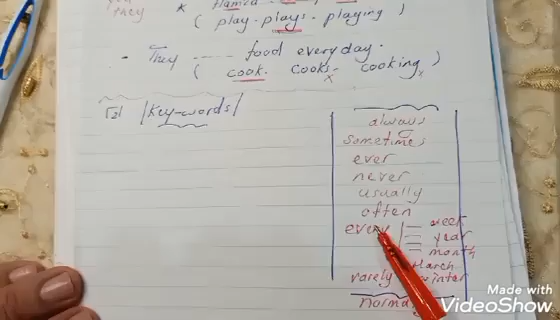 They
* Hamza
( play - plays - playing )
• They ---- food everyday.
( cook. cooks x cooking x )
Key-words
always
sometimes
ever
never
usually
often
every week
year
month
March
rarely winter
Made with
VideoShow